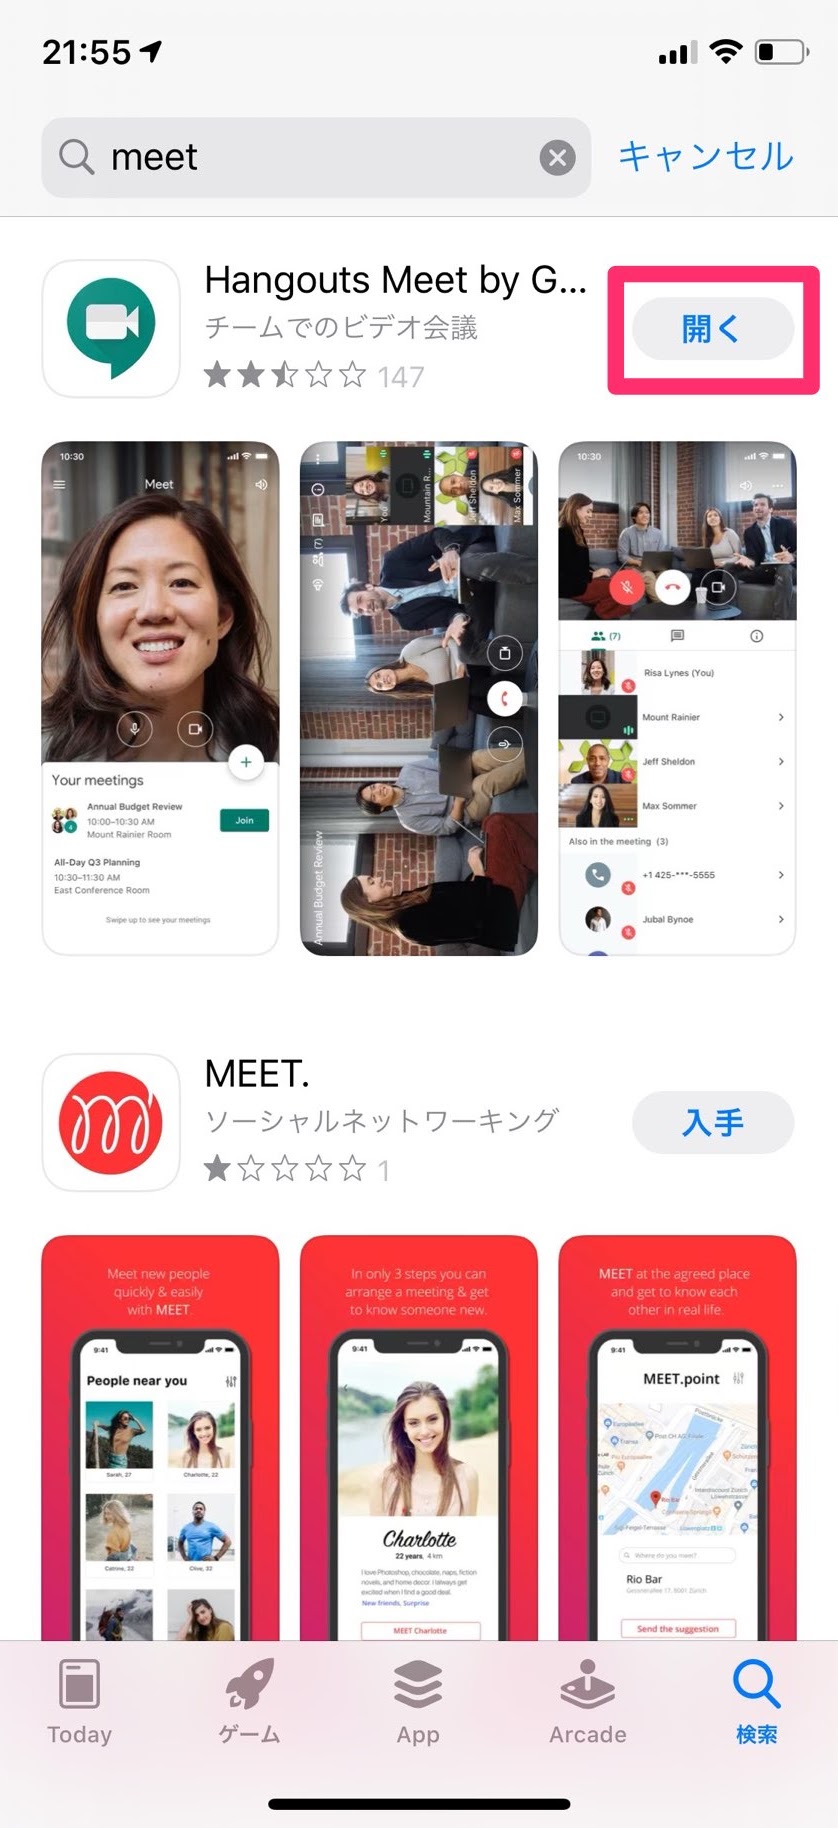 21:55
meet
キャンセル
Hangouts Meet by G...
チームでのビデオ会議
147
開く
10:30
Meet
Your meetings
Annual Budget Review
10:00–10:30 AM
Mount Rainier Room
Join
All-Day Q3 Planning
10:30–11:30 AM
East Conference Room
Swipe up to see your meetings
Annual Budget Review
(7)
You
Mountain R...
Jeff Sheldon
Max Sommer
10:30
(7)
Risa Lynes (You)
Mount Rainier
Jeff Sheldon
Max Sommer
Also in the meeting (3)
+1 425-***-5555
Jubal Bynoe
MEET.
ソーシャルネットワーキング
1
入手
Meet new people
quickly & easily
with MEET.
9:41
People near you
Sarah, 27
Charlotte, 22
Catrine, 22
Clive, 32
In only 3 steps you can
arrange a meeting & get
to know someone new.
9:41
Charlotte
22 years, 4 km
I love Photoshop, chocolate, naps, fiction
novels, and home decor. I always get
excited when I find a good deal.
New friends, Surprise
MEET Charlotte
MEET at the agreed place
and get to know each
other in real life.
9:41
MEET.point
Rio Bar
Where do you meet?
Rio Bar
Gessnerallee 17, 8001 Zürich
Send the suggestion
Today
ゲーム
App
Arcade
検索